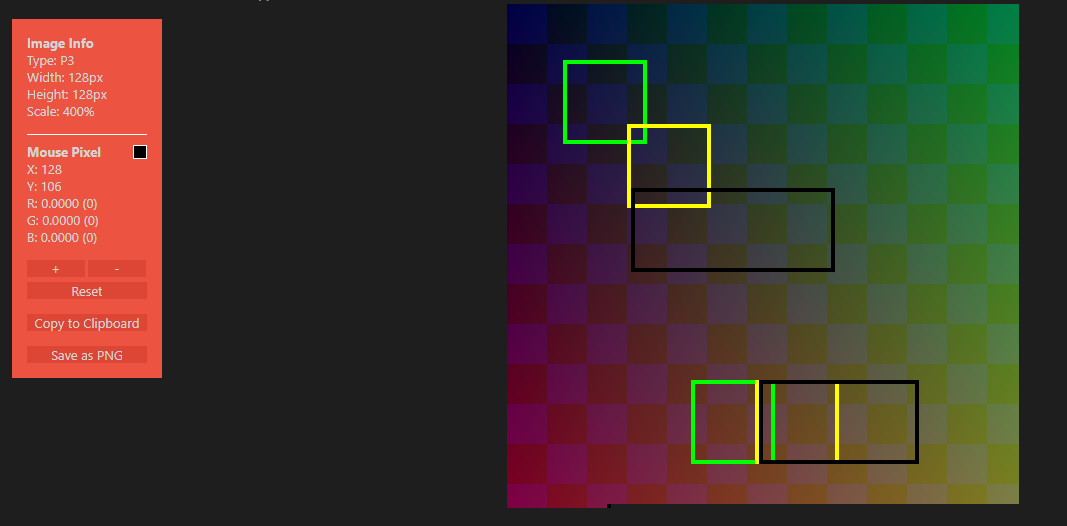 Image Info
Type: P3
Width: 128px
Height: 128px
Scale: 400%
Mouse Pixel
X: 128
Y: 106
R: 0.0000 (0)
G: 0.0000 (0)
B: 0.0000 (0)
+ -
Reset
Copy to Clipboard
Save as PNG